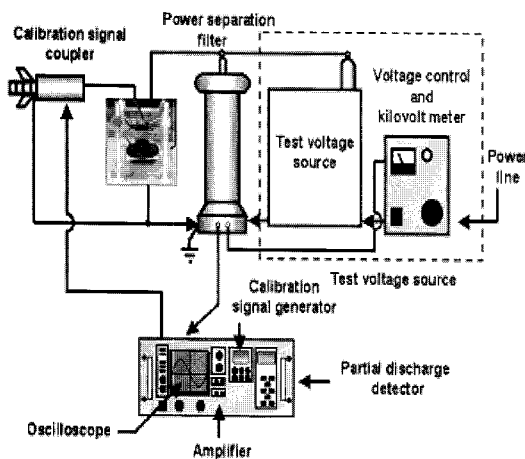 Calibration signal
coupler
Power separation
filter
Voltage control
and
kilovolt meter
Test voltage
source
Power
line
Test voltage source
Calibration
signal generator
Partial discharge
detector
Oscilloscope
Amplifier